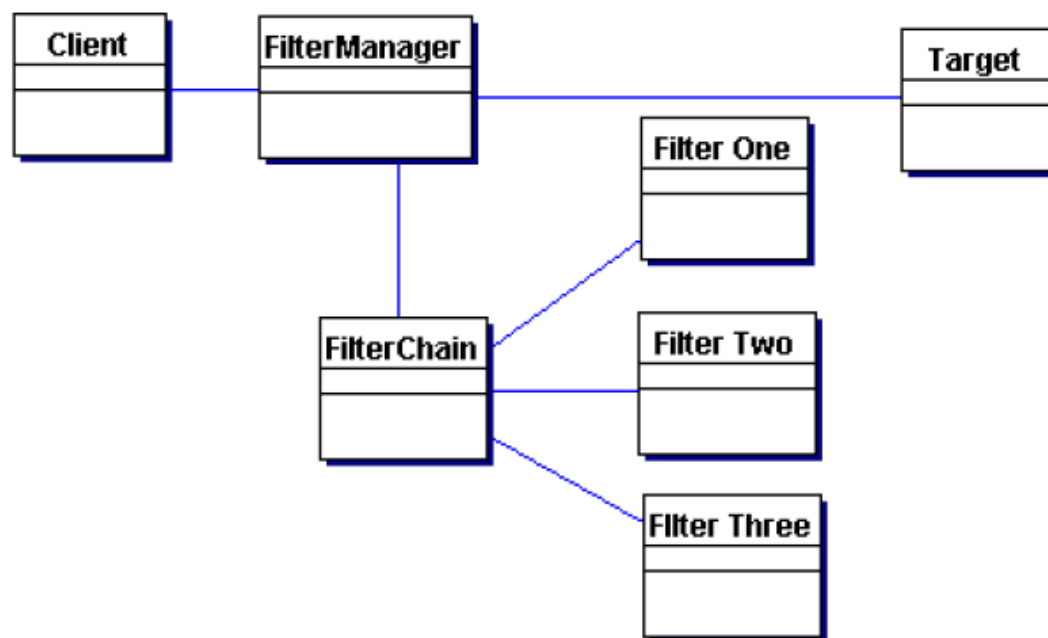 Client
FilterManager
Target
Filter One
FilterChain
Filter Two
FIlter Three